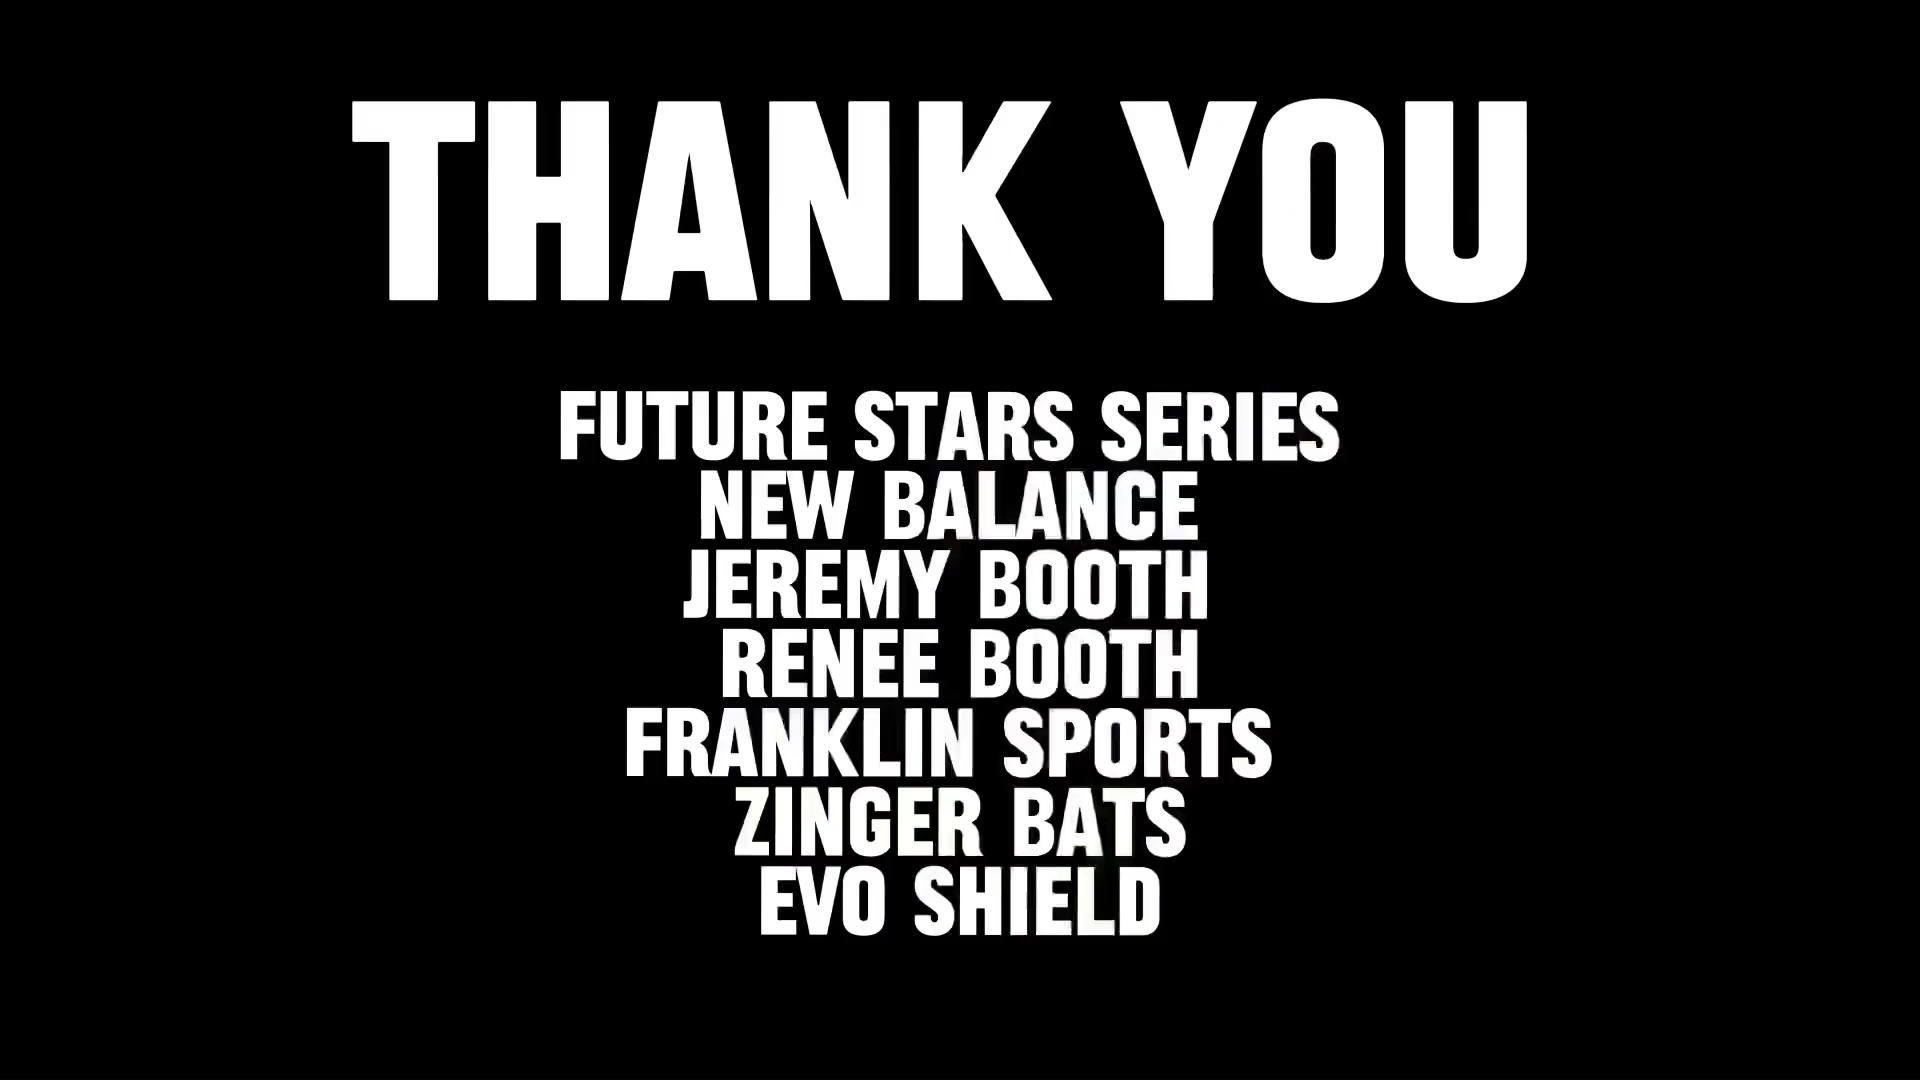 THANK YOU
FUTURE STARS SERIES
NEW BALANCE
JEREMY BOOTH
RENEE BOOTH
FRANKLIN SPORTS
ZINGER BATS
EVO SHIELD